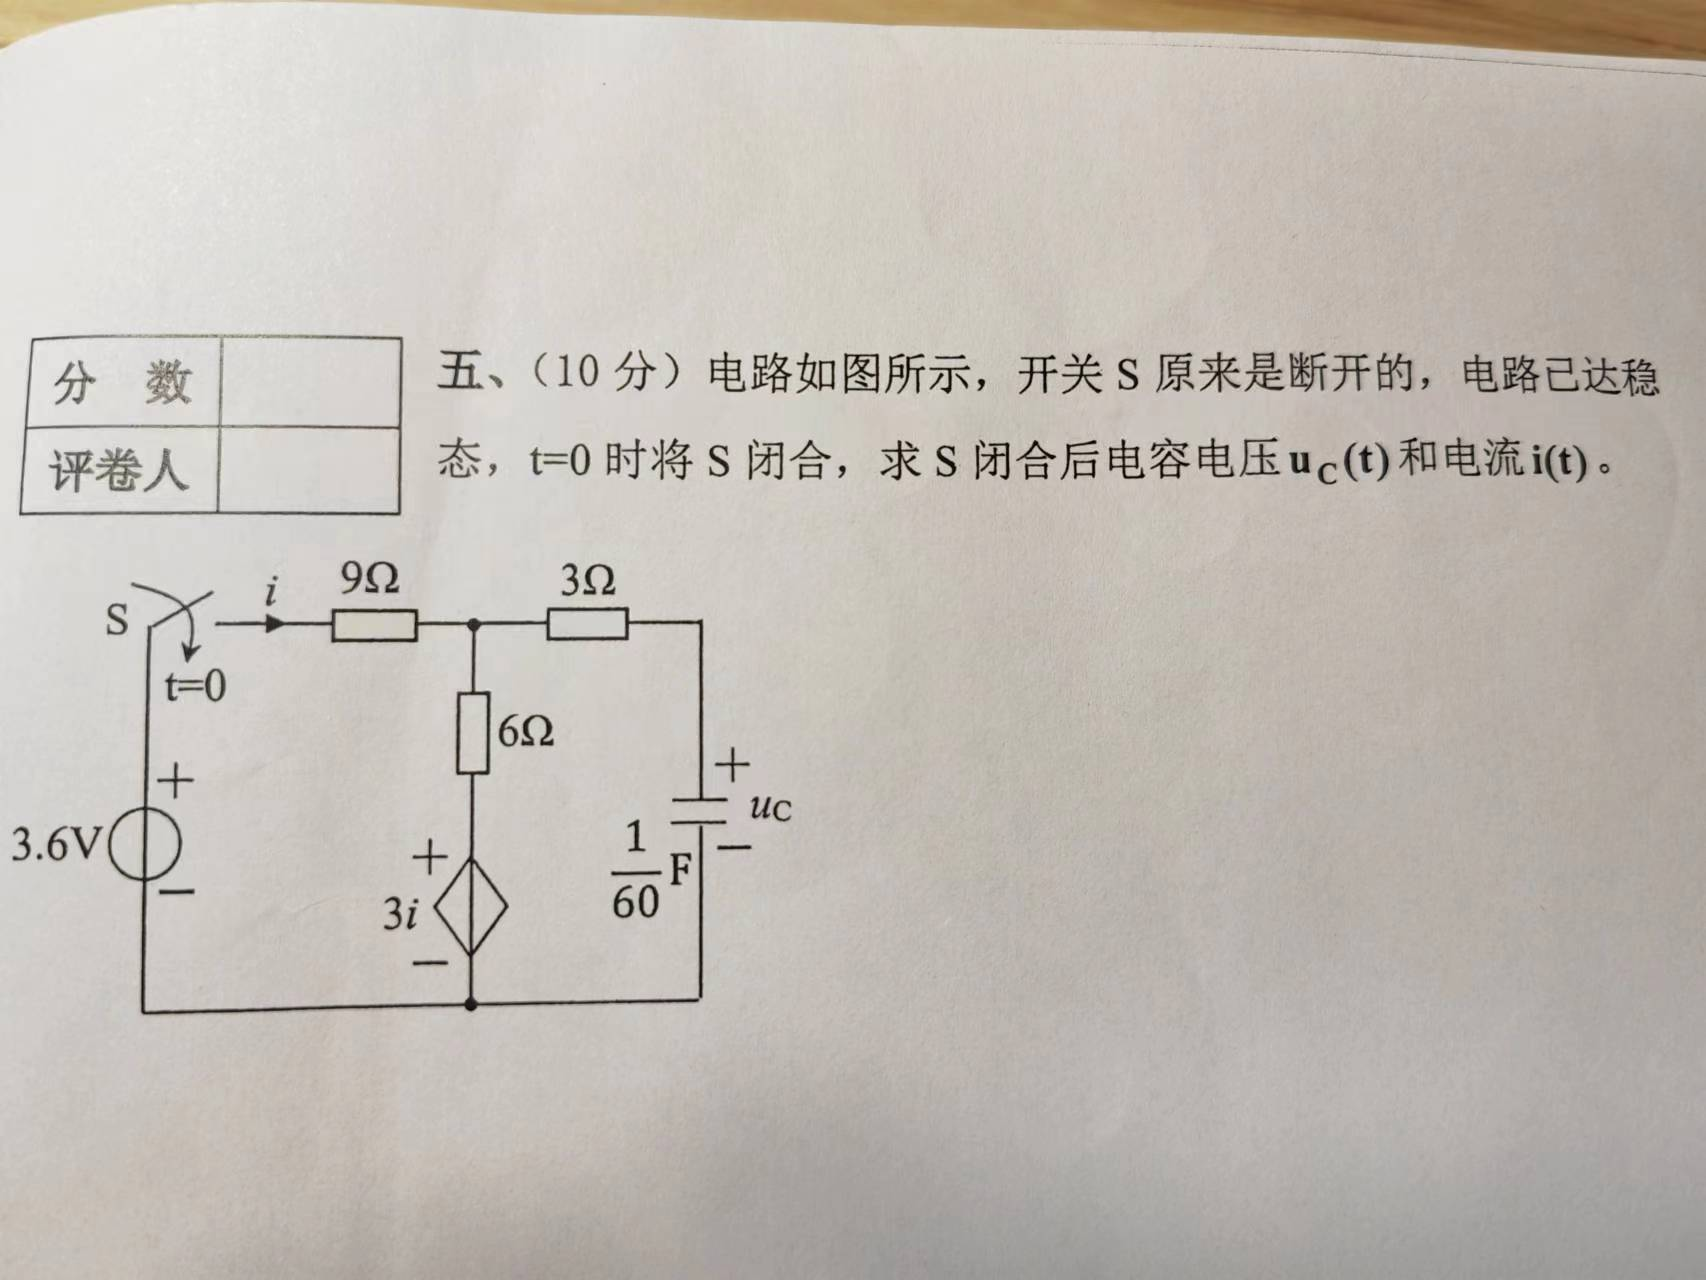 分 数
评卷人
五、（10 分）电路如图所示，开关 S 原来是断开的，电路已达稳
态，t=0 时将 S 闭合，求 S 闭合后电容电压 u_C(t) 和电流 i(t)。
S
t=0
i
9Ω
3Ω
6Ω
+
3.6V
−
+
3i
−
1/60 F
+
uC
−